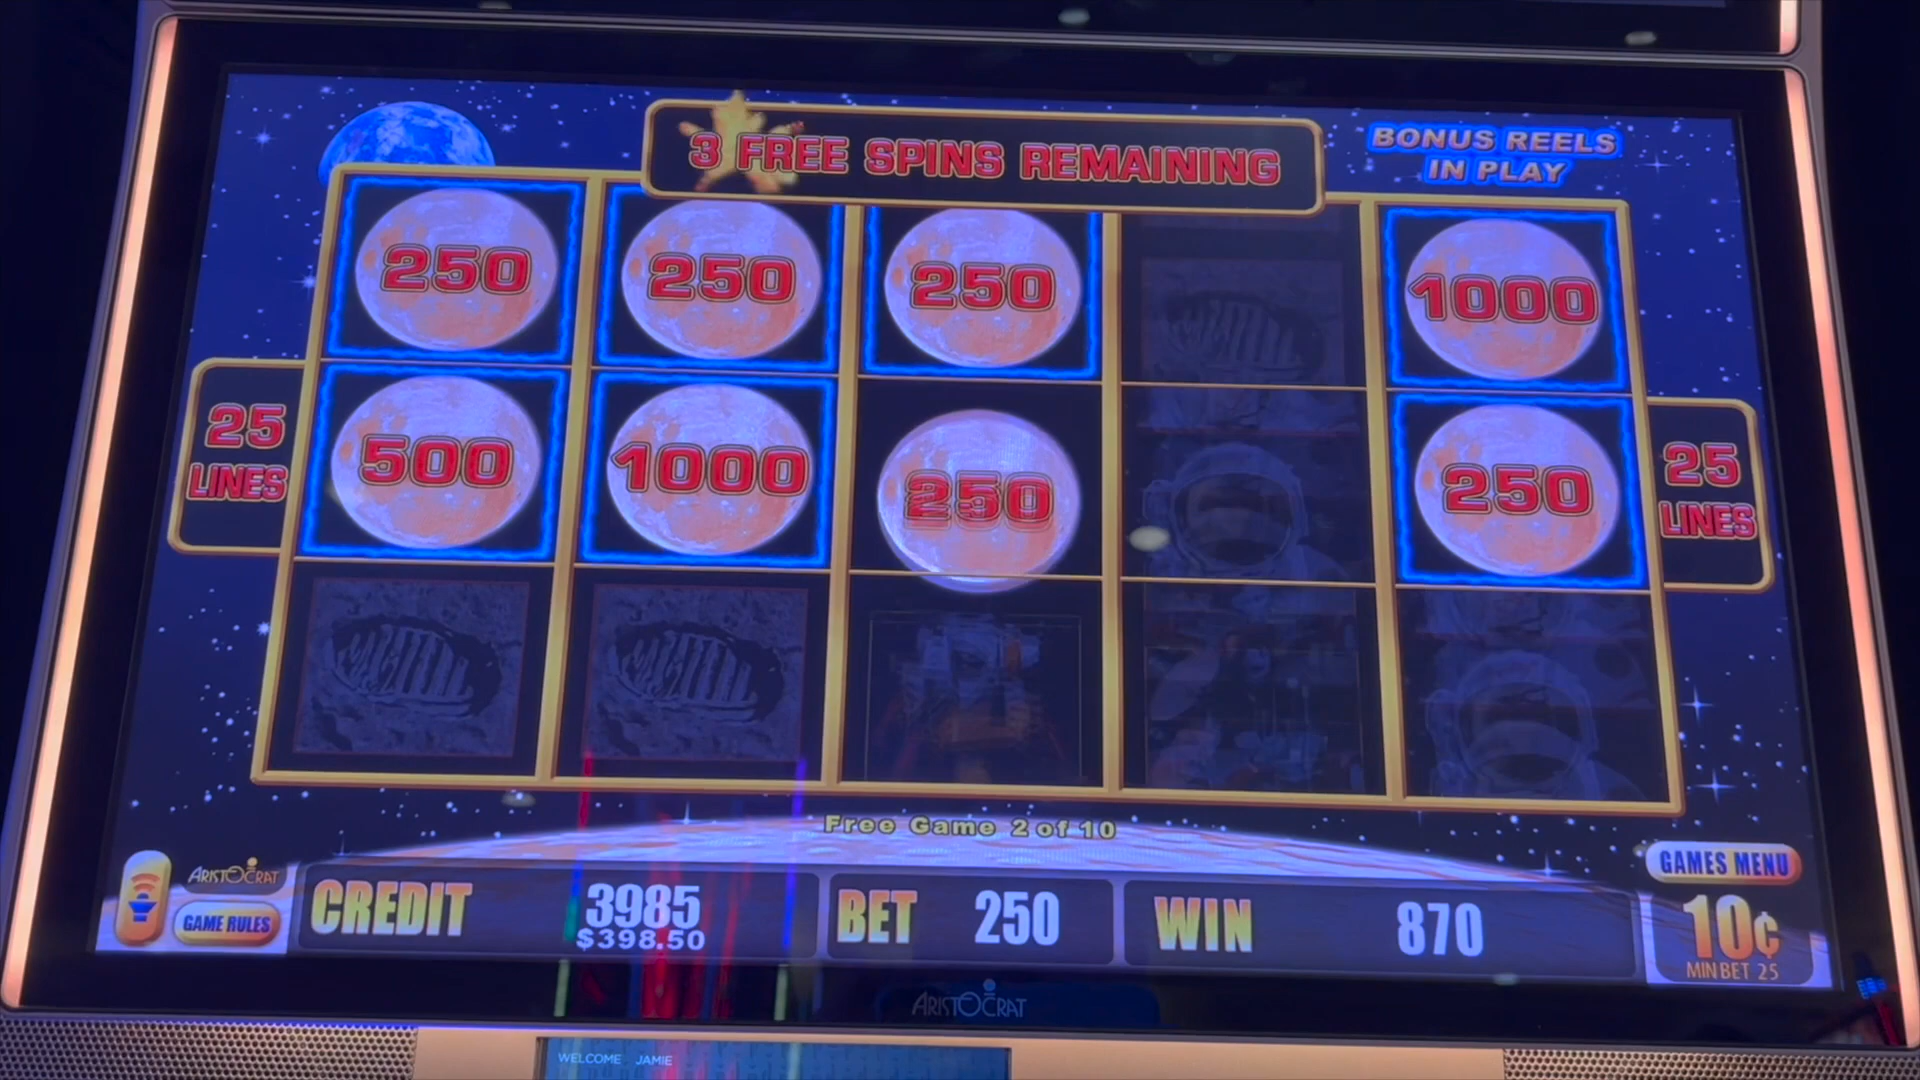 3 FREE SPINS REMAINING
BONUS REELS
IN PLAY
250
250
250
1000
500
1000
250
250
25
LINES
25
LINES
Free Game 2 of 10
ARISTOCRAT
GAME RULES
CREDIT
3985
$398.50
BET
250
WIN
870
GAMES MENU
10¢
MIN BET 25
ARISTOCRAT
WELCOME JAMIE